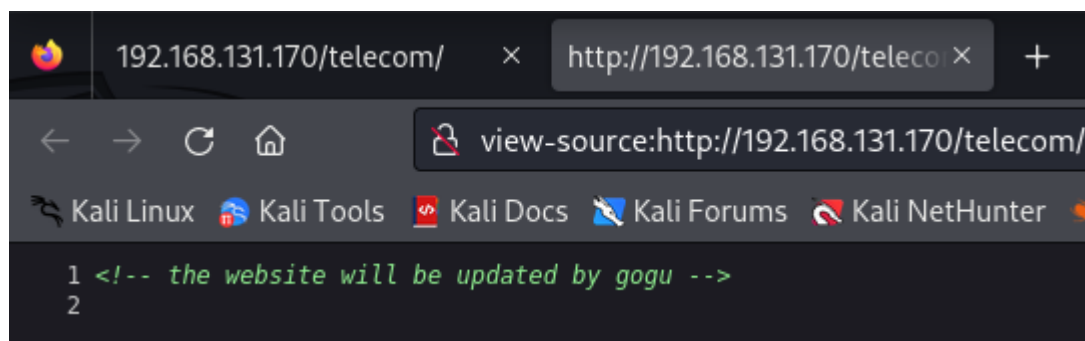 192.168.131.170/telecom/ × http://192.168.131.170/teleco × +
view-source:http://192.168.131.170/telecom/
Kali Linux Kali Tools Kali Docs Kali Forums Kali NetHunter
1 <!-- the website will be updated by gogu -->
2